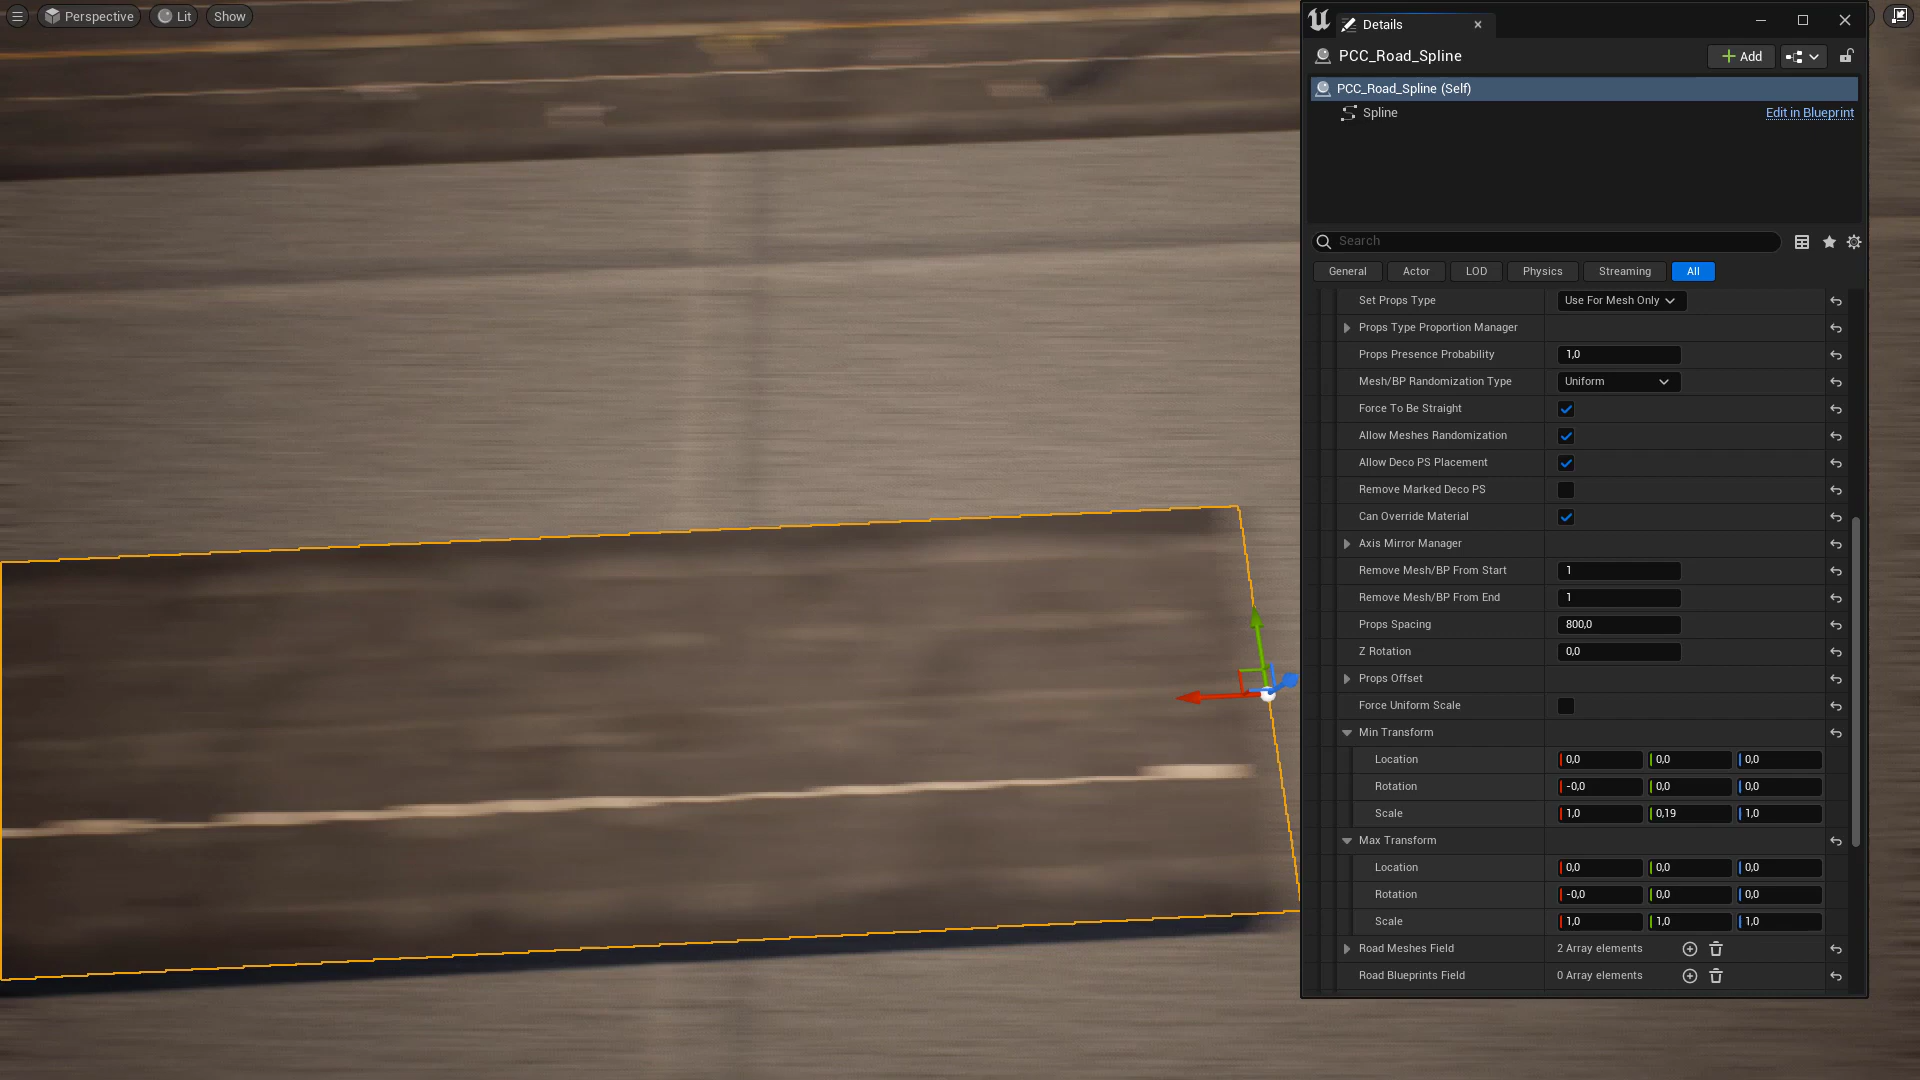 Perspective Lit Show
Details
PCC_Road_Spline
Add
PCC_Road_Spline (Self)
Spline Edit in Blueprint
Search
General Actor LOD Physics Streaming All
Set Props Type Use For Mesh Only
Props Type Proportion Manager
Props Presence Probability 1,0
Mesh/BP Randomization Type Uniform
Force To Be Straight
Allow Meshes Randomization
Allow Deco PS Placement
Remove Marked Deco PS
Can Override Material
Axis Mirror Manager
Remove Mesh/BP From Start 1
Remove Mesh/BP From End 1
Props Spacing 800,0
Z Rotation 0,0
Props Offset
Force Uniform Scale
Min Transform
Location 0,0 0,0 0,0
Rotation -0,0 0,0 0,0
Scale 1,0 0,19 1,0
Max Transform
Location 0,0 0,0 0,0
Rotation -0,0 0,0 0,0
Scale 1,0 1,0 1,0
Road Meshes Field 2 Array elements
Road Blueprints Field 0 Array elements